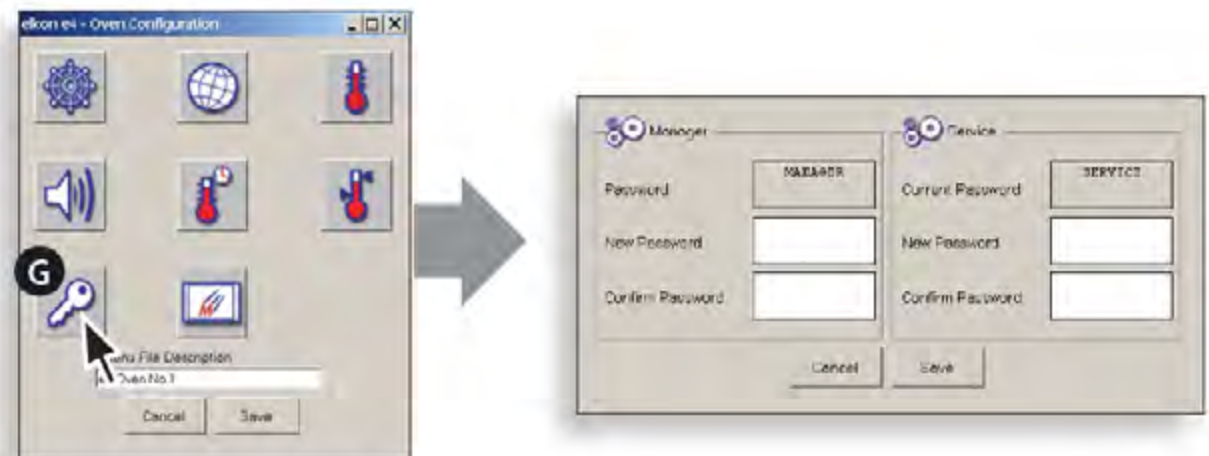 elkon e4 - Oven Configuration
G
Menu File Description
Oven No.1
Cancel Save
Manager
Password MANAGER
New Password
Confirm Password
Service
Current Password SERVICE
New Password
Confirm Password
Cancel Save